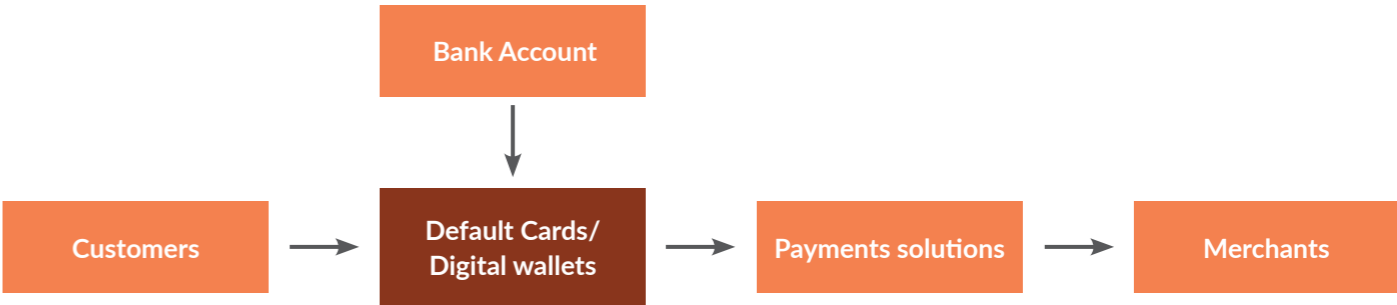 Bank Account
Customers
Default Cards/
Digital wallets
Payments solutions
Merchants